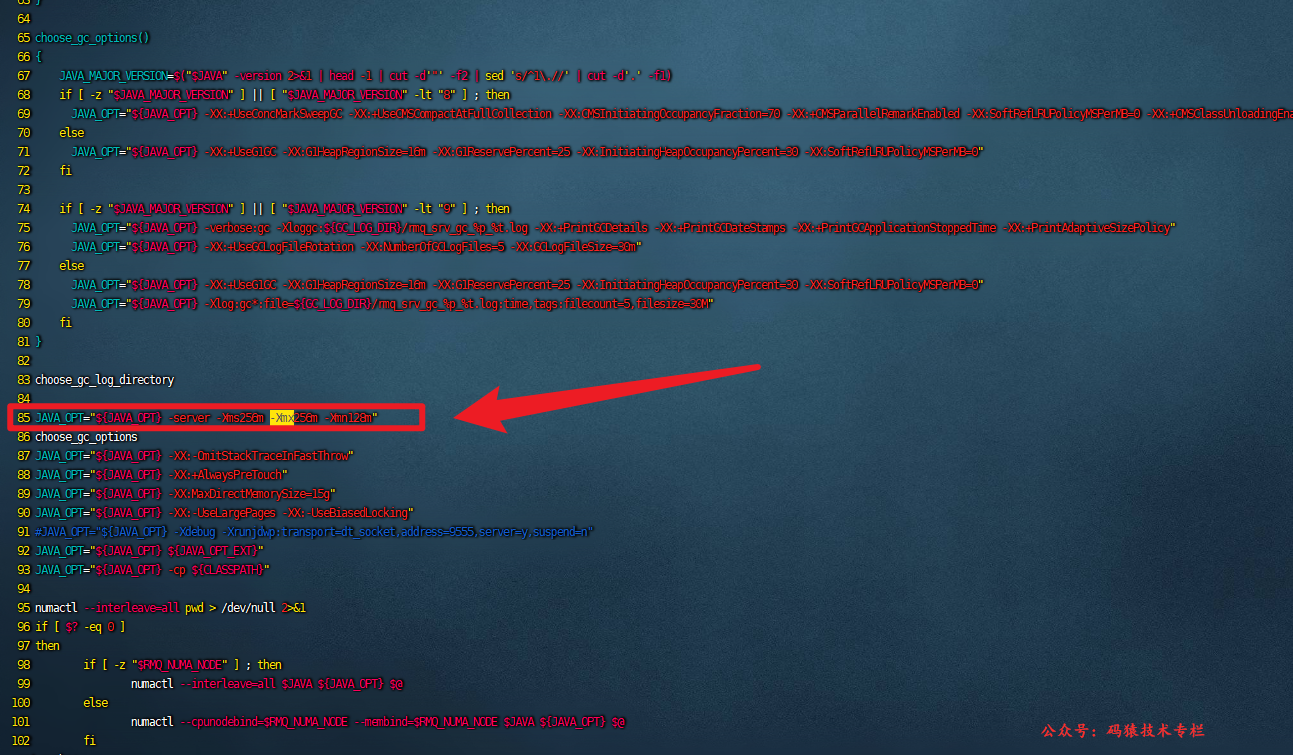 63 }
64
65 choose_gc_options()
66 {
67     JAVA_MAJOR_VERSION=$("$JAVA" -version 2>&1 | head -1 | cut -d'"' -f2 | sed 's/^1\.//' | cut -d'.' -f1)
68     if [ -z "$JAVA_MAJOR_VERSION" ] || [ "$JAVA_MAJOR_VERSION" -lt "8" ] ; then
69       JAVA_OPT="${JAVA_OPT} -XX:+UseConcMarkSweepGC -XX:+UseCMSCompactAtFullCollection -XX:CMSInitiatingOccupancyFraction=70 -XX:+CMSParallelRemarkEnabled -XX:SoftRefLRUPolicyMSPerMB=0 -XX:+CMSClassUnloadingEna
70     else
71       JAVA_OPT="${JAVA_OPT} -XX:+UseG1GC -XX:G1HeapRegionSize=16m -XX:G1ReservePercent=25 -XX:InitiatingHeapOccupancyPercent=30 -XX:SoftRefLRUPolicyMSPerMB=0"
72     fi
73
74     if [ -z "$JAVA_MAJOR_VERSION" ] || [ "$JAVA_MAJOR_VERSION" -lt "9" ] ; then
75       JAVA_OPT="${JAVA_OPT} -verbose:gc -Xloggc:${GC_LOG_DIR}/rmq_srv_gc_%p_%t.log -XX:+PrintGCDetails -XX:+PrintGCDateStamps -XX:+PrintGCApplicationStoppedTime -XX:+PrintAdaptiveSizePolicy"
76       JAVA_OPT="${JAVA_OPT} -XX:+UseGCLogFileRotation -XX:NumberOfGCLogFiles=5 -XX:GCLogFileSize=30m"
77     else
78       JAVA_OPT="${JAVA_OPT} -XX:+UseG1GC -XX:G1HeapRegionSize=16m -XX:G1ReservePercent=25 -XX:InitiatingHeapOccupancyPercent=30 -XX:SoftRefLRUPolicyMSPerMB=0"
79       JAVA_OPT="${JAVA_OPT} -Xlog:gc*:file=${GC_LOG_DIR}/rmq_srv_gc_%p_%t.log:time,tags:filecount=5,filesize=30M"
80     fi
81 }
82
83 choose_gc_log_directory
84
85 JAVA_OPT="${JAVA_OPT} -server -Xms256m -Xmx256m -Xmn128m"
86 choose_gc_options
87 JAVA_OPT="${JAVA_OPT} -XX:-OmitStackTraceInFastThrow"
88 JAVA_OPT="${JAVA_OPT} -XX:+AlwaysPreTouch"
89 JAVA_OPT="${JAVA_OPT} -XX:MaxDirectMemorySize=15g"
90 JAVA_OPT="${JAVA_OPT} -XX:-UseLargePages -XX:-UseBiasedLocking"
91 #JAVA_OPT="${JAVA_OPT} -Xdebug -Xrunjdwp:transport=dt_socket,address=9555,server=y,suspend=n"
92 JAVA_OPT="${JAVA_OPT} ${JAVA_OPT_EXT}"
93 JAVA_OPT="${JAVA_OPT} -cp ${CLASSPATH}"
94
95 numactl --interleave=all pwd > /dev/null 2>&1
96 if [ $? -eq 0 ]
97 then
98         if [ -z "$RMQ_NUMA_NODE" ] ; then
99                 numactl --interleave=all $JAVA ${JAVA_OPT} $@
100         else
101                 numactl --cpunodebind=$RMQ_NUMA_NODE --membind=$RMQ_NUMA_NODE $JAVA ${JAVA_OPT} $@
102         fi
公众号：码猿技术专栏